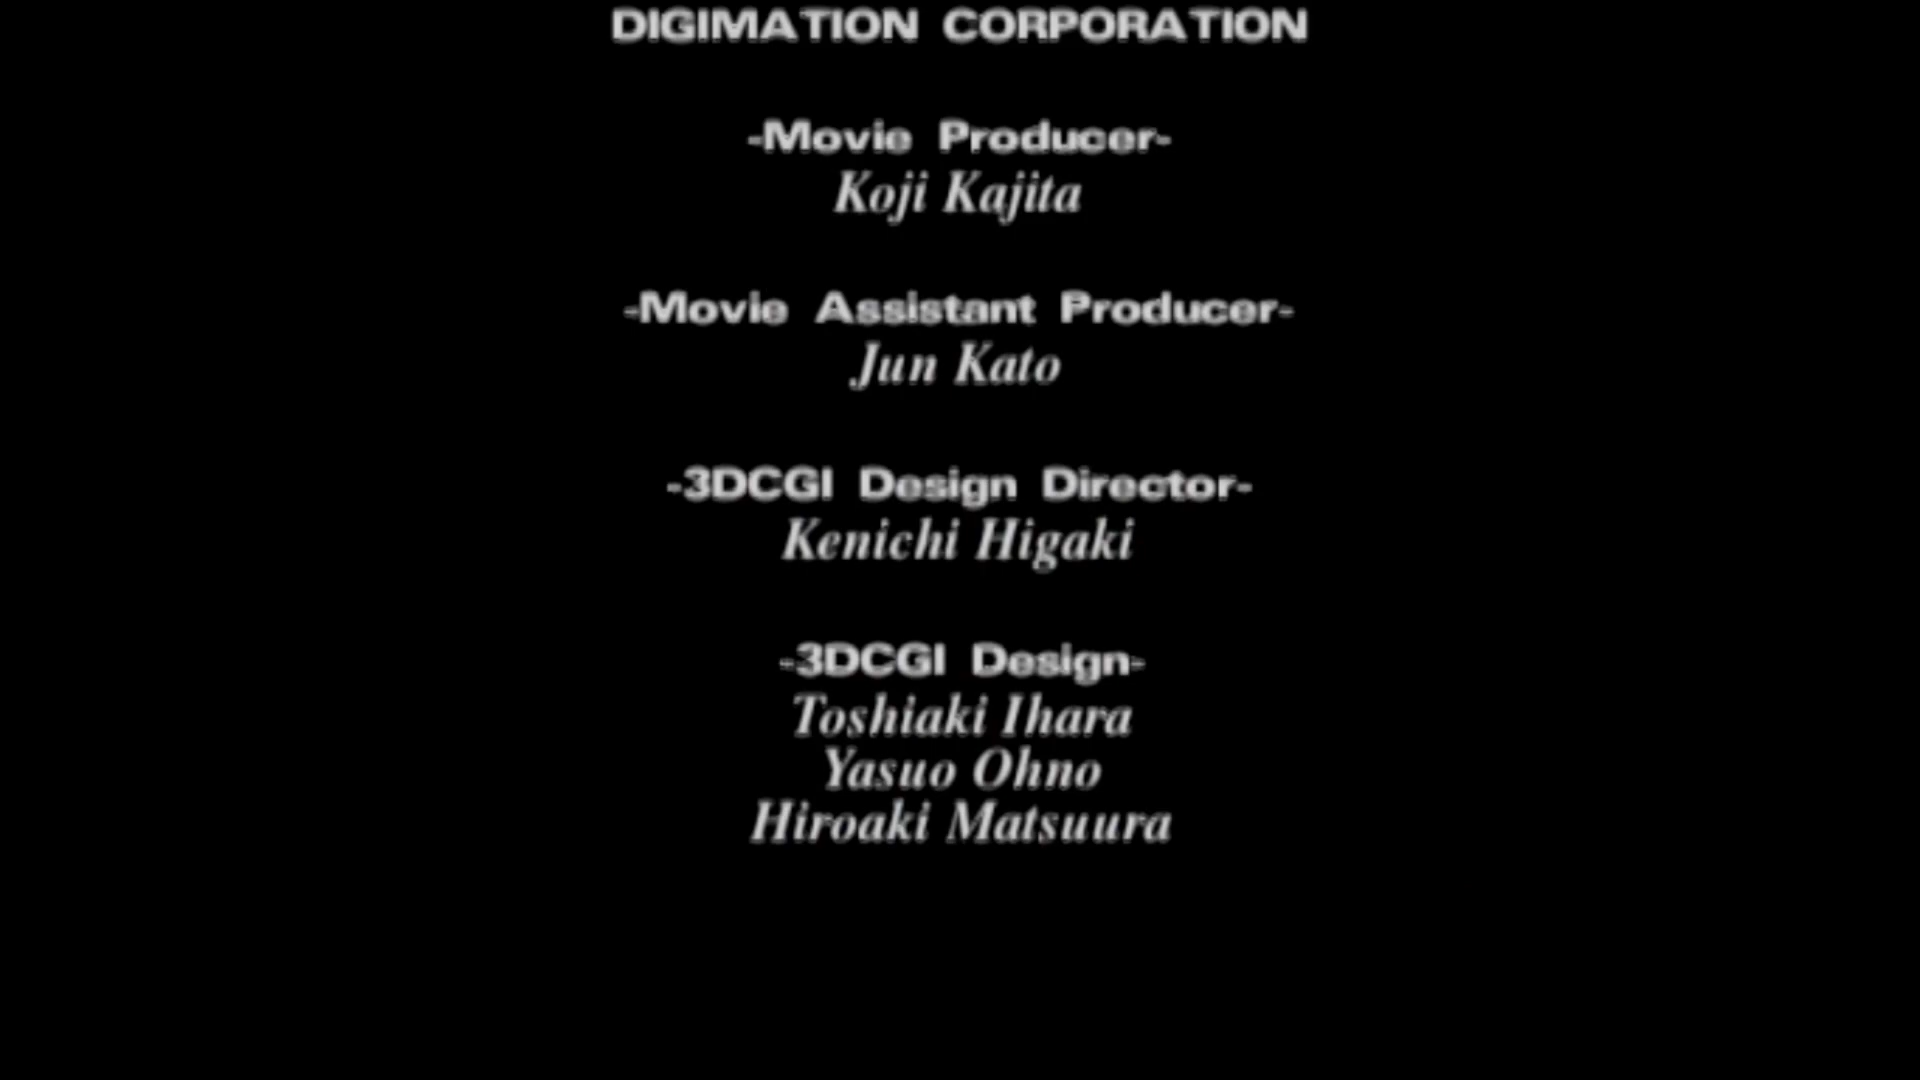 DIGIMATION CORPORATION
-Movie Producer-
Koji Kajita
-Movie Assistant Producer-
Jun Kato
-3DCGI Design Director-
Kenichi Higaki
-3DCGI Design-
Toshiaki Ihara
Yasuo Ohno
Hiroaki Matsuura